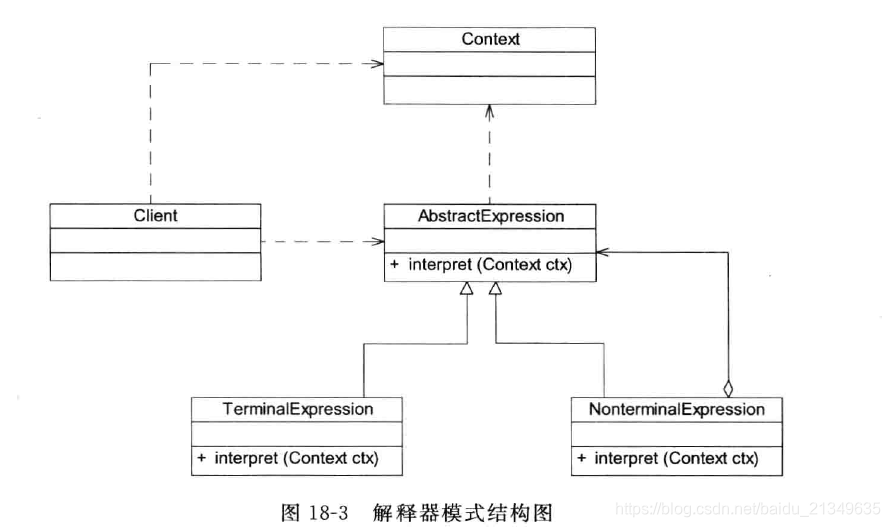 Context
Client
AbstractExpression
+ interpret (Context ctx)
TerminalExpression
+ interpret (Context ctx)
NonterminalExpression
+ interpret (Context ctx)
图 18-3 解释器模式结构图
https://blog.csdn.net/baidu_21349635